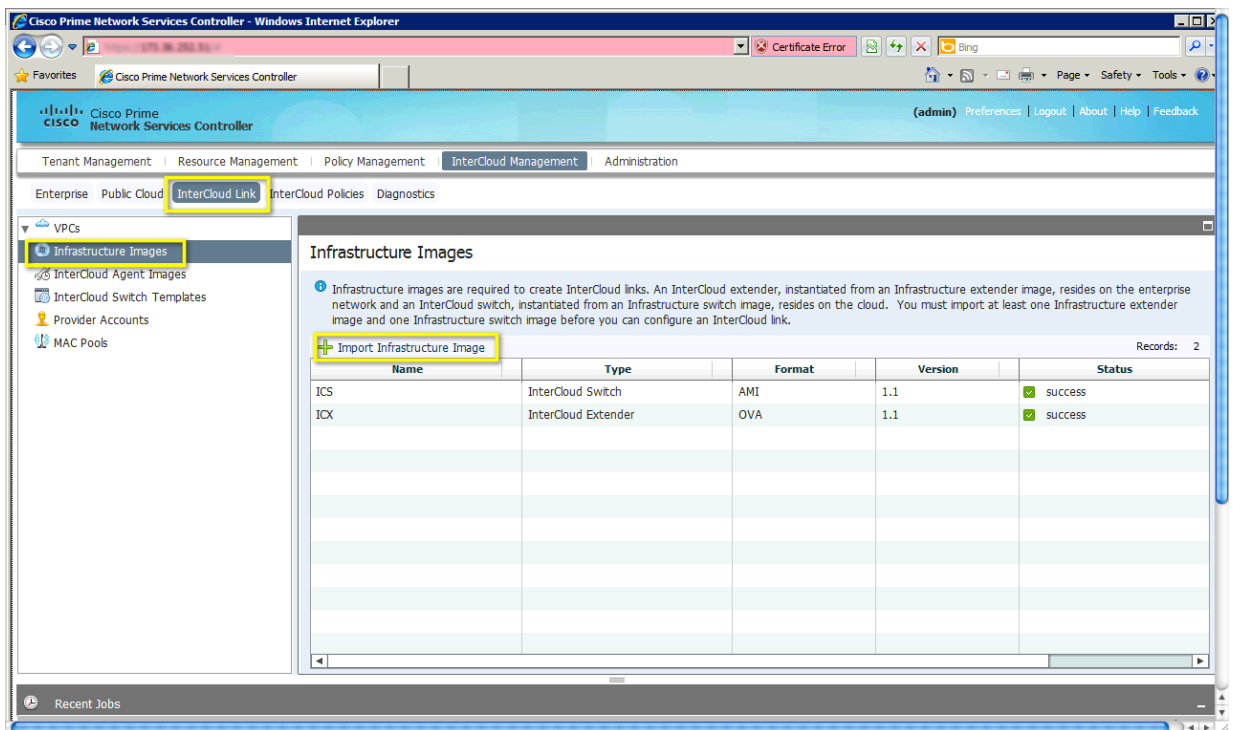 Cisco Prime Network Services Controller - Windows Internet Explorer
Certificate Error
Bing
Favorites
Cisco Prime Network Services Controller
Page
Safety
Tools
CISCO
Cisco Prime
Network Services Controller
(admin) Preferences | Logout | About | Help | Feedback
Tenant Management | Resource Management | Policy Management | InterCloud Management | Administration
Enterprise Public Cloud InterCloud Link InterCloud Policies Diagnostics
VPCs
Infrastructure Images
InterCloud Agent Images
InterCloud Switch Templates
Provider Accounts
MAC Pools
Infrastructure Images
Infrastructure images are required to create InterCloud links. An InterCloud extender, instantiated from an Infrastructure extender image, resides on the enterprise
network and an InterCloud switch, instantiated from an Infrastructure switch image, resides on the cloud. You must import at least one Infrastructure extender
image and one Infrastructure switch image before you can configure an InterCloud link.
Import Infrastructure Image
Records: 2
Name Type Format Version Status
ICS InterCloud Switch AMI 1.1 success
ICX InterCloud Extender OVA 1.1 success
Recent Jobs